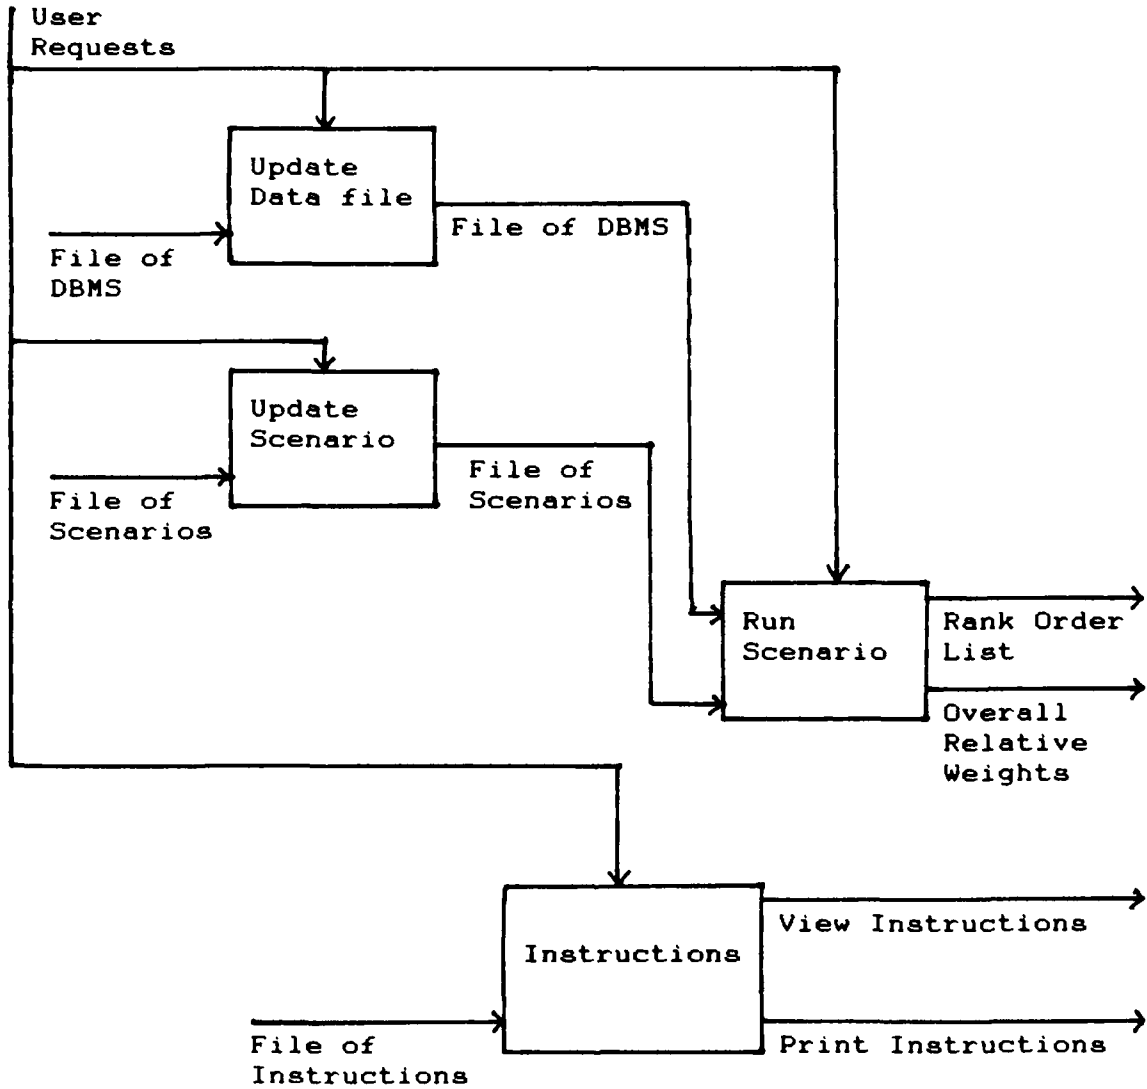 User
Requests
Update
Data file
File of DBMS
File of
DBMS
Update
Scenario
File of
Scenarios
File of
Scenarios
Run
Scenario
Rank Order
List
Overall
Relative
Weights
Instructions
View Instructions
Print Instructions
File of
Instructions